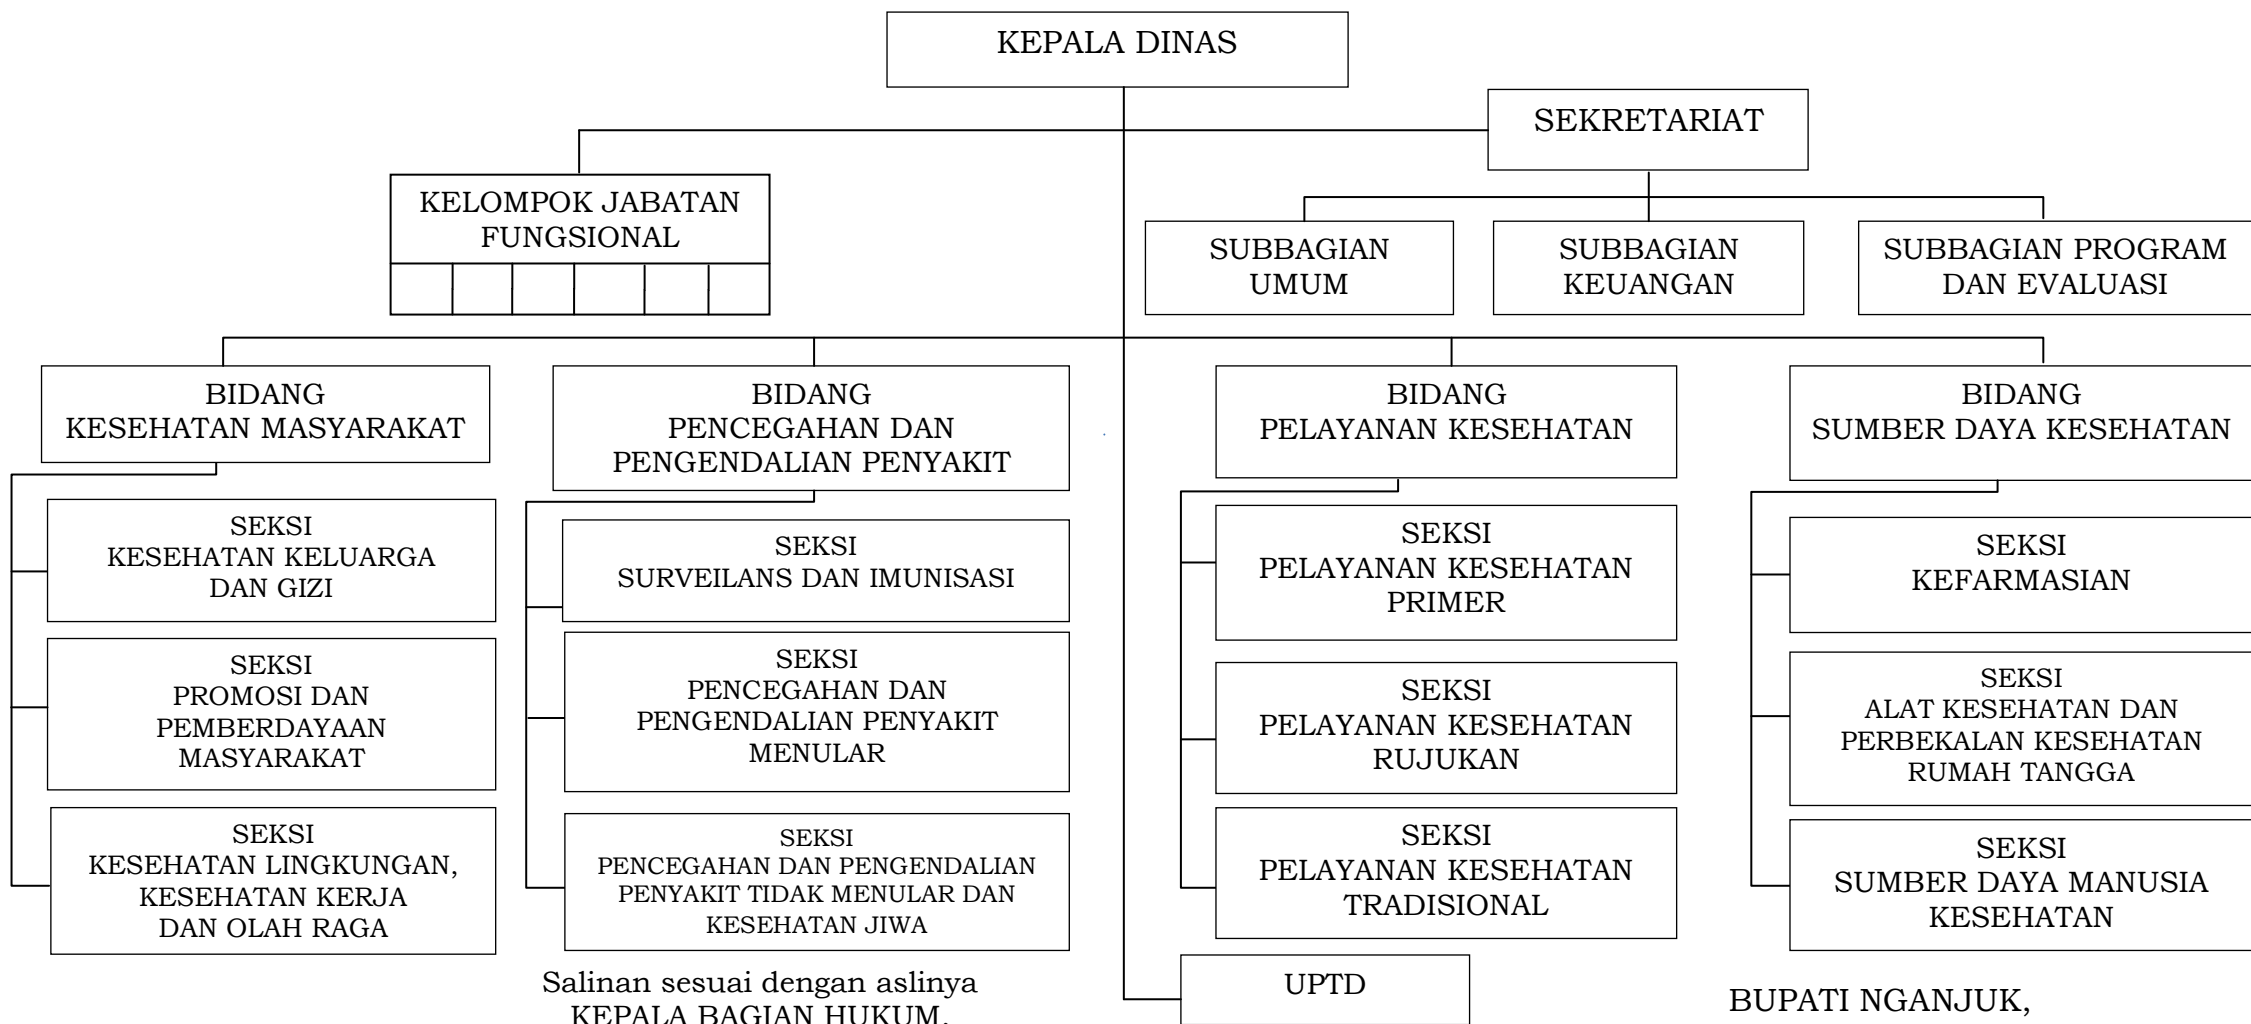 KEPALA DINAS
SEKRETARIAT
KELOMPOK JABATAN
FUNGSIONAL
SUBBAGIAN
UMUM
SUBBAGIAN
KEUANGAN
SUBBAGIAN PROGRAM
DAN EVALUASI
BIDANG
KESEHATAN MASYARAKAT
BIDANG
PENCEGAHAN DAN
PENGENDALIAN PENYAKIT
BIDANG
PELAYANAN KESEHATAN
BIDANG
SUMBER DAYA KESEHATAN
SEKSI
KESEHATAN KELUARGA
DAN GIZI
SEKSI
PROMOSI DAN
PEMBERDAYAAN
MASYARAKAT
SEKSI
KESEHATAN LINGKUNGAN,
KESEHATAN KERJA
DAN OLAH RAGA
SEKSI
SURVEILANS DAN IMUNISASI
SEKSI
PENCEGAHAN DAN
PENGENDALIAN PENYAKIT
MENULAR
SEKSI
PENCEGAHAN DAN PENGENDALIAN
PENYAKIT TIDAK MENULAR DAN
KESEHATAN JIWA
SEKSI
PELAYANAN KESEHATAN
PRIMER
SEKSI
PELAYANAN KESEHATAN
RUJUKAN
SEKSI
PELAYANAN KESEHATAN
TRADISIONAL
SEKSI
KEFARMASIAN
SEKSI
ALAT KESEHATAN DAN
PERBEKALAN KESEHATAN
RUMAH TANGGA
SEKSI
SUMBER DAYA MANUSIA
KESEHATAN
UPTD
Salinan sesuai dengan aslinya
KEPALA BAGIAN HUKUM,
BUPATI NGANJUK,